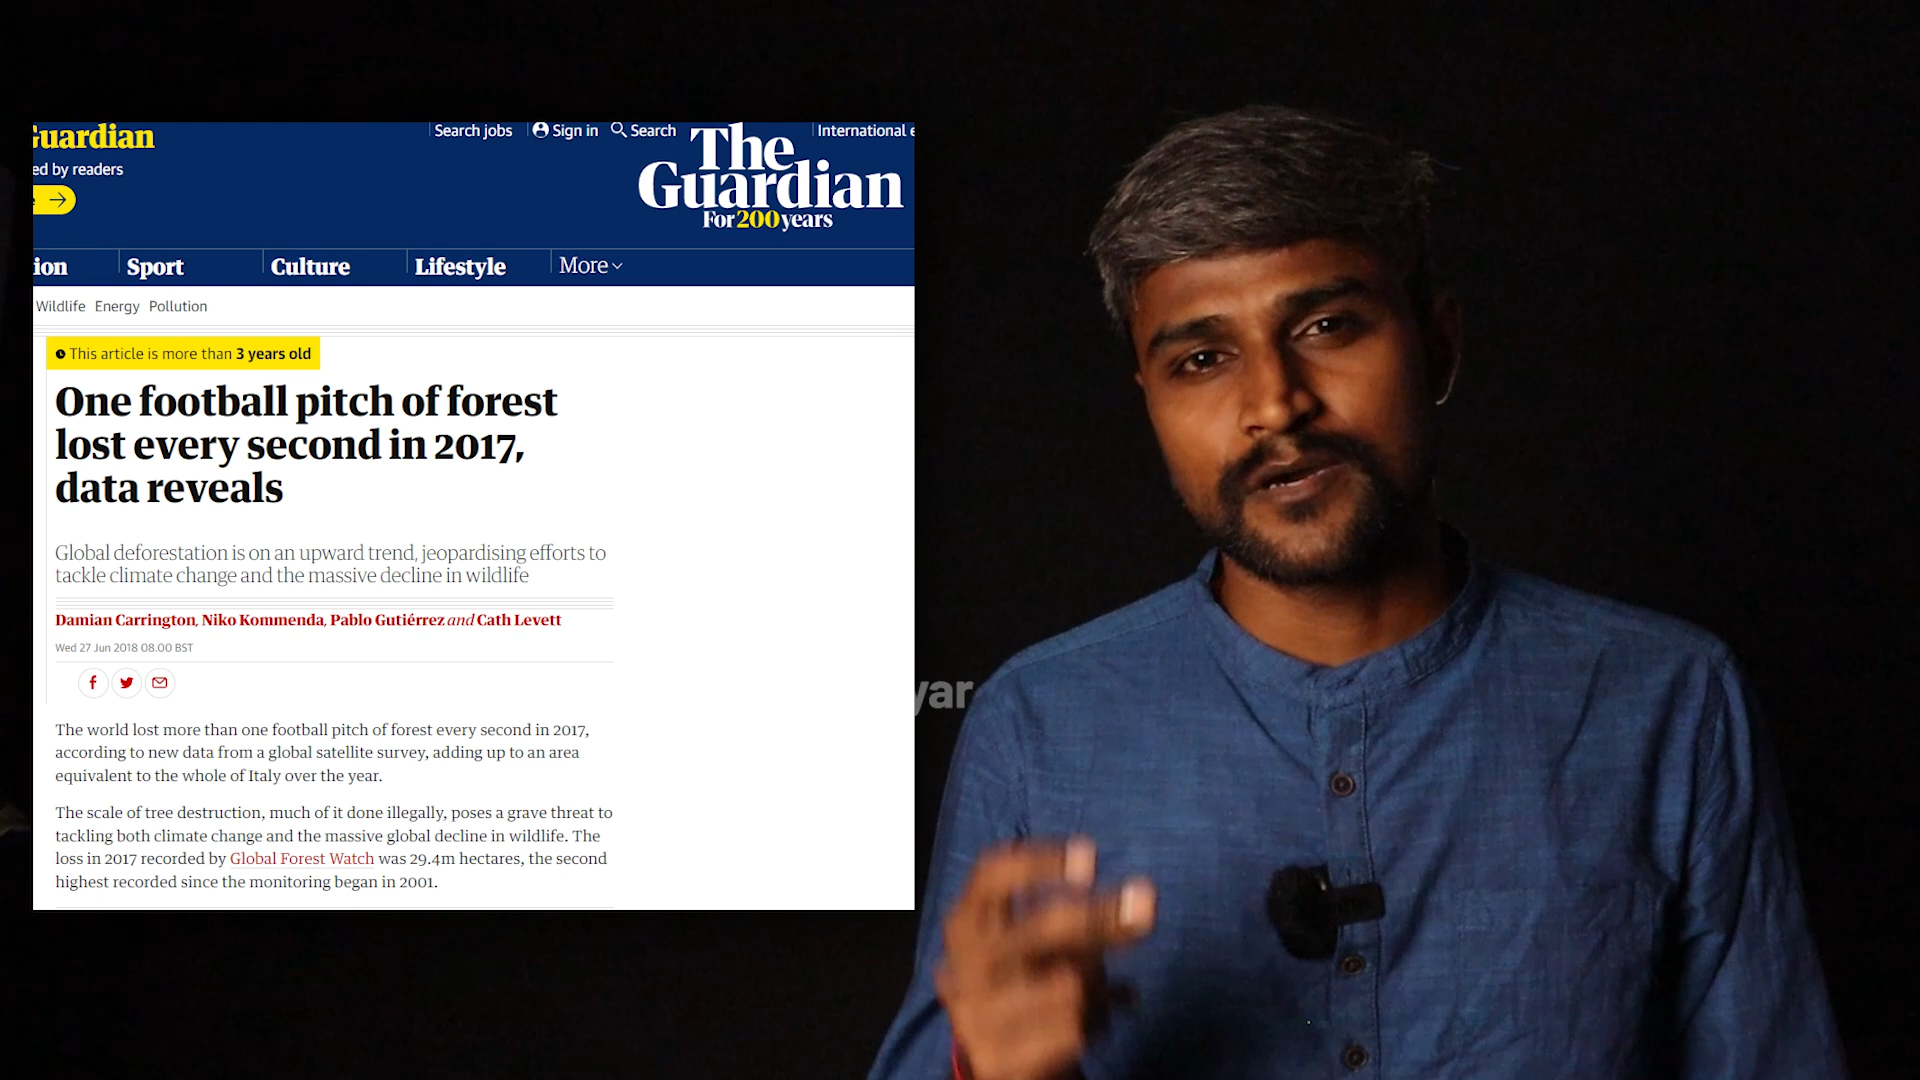 Guardian
ed by readers
Search jobs
Sign in
Search
International e
The
Guardian
For 200 years
ion
Sport
Culture
Lifestyle
More
Wildlife Energy Pollution
This article is more than 3 years old
One football pitch of forest
lost every second in 2017,
data reveals
Global deforestation is on an upward trend, jeopardising efforts to
tackle climate change and the massive decline in wildlife
Damian Carrington, Niko Kommenda, Pablo Gutiérrez and Cath Levett
Wed 27 Jun 2018 08.00 BST
The world lost more than one football pitch of forest every second in 2017,
according to new data from a global satellite survey, adding up to an area
equivalent to the whole of Italy over the year.
The scale of tree destruction, much of it done illegally, poses a grave threat to
tackling both climate change and the massive global decline in wildlife. The
loss in 2017 recorded by Global Forest Watch was 29.4m hectares, the second
highest recorded since the monitoring began in 2001.
yar